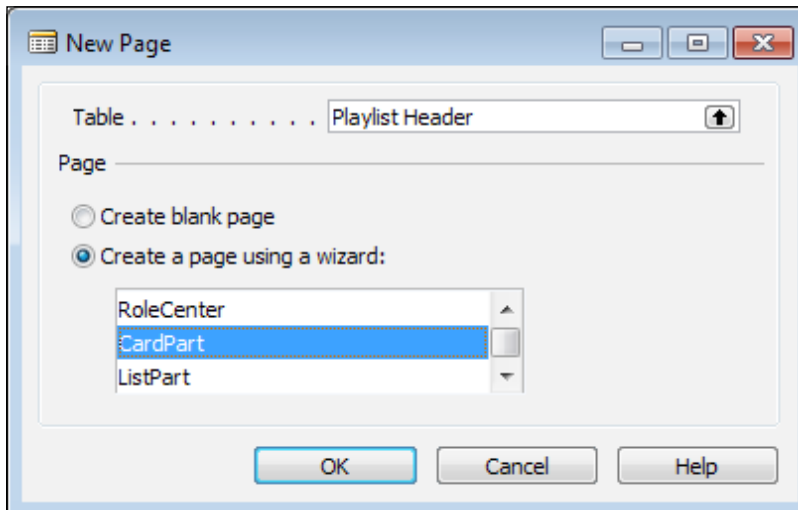 New Page
Table . . . . . . . . . . Playlist Header
Page
Create blank page
Create a page using a wizard:
RoleCenter
CardPart
ListPart
OK Cancel Help